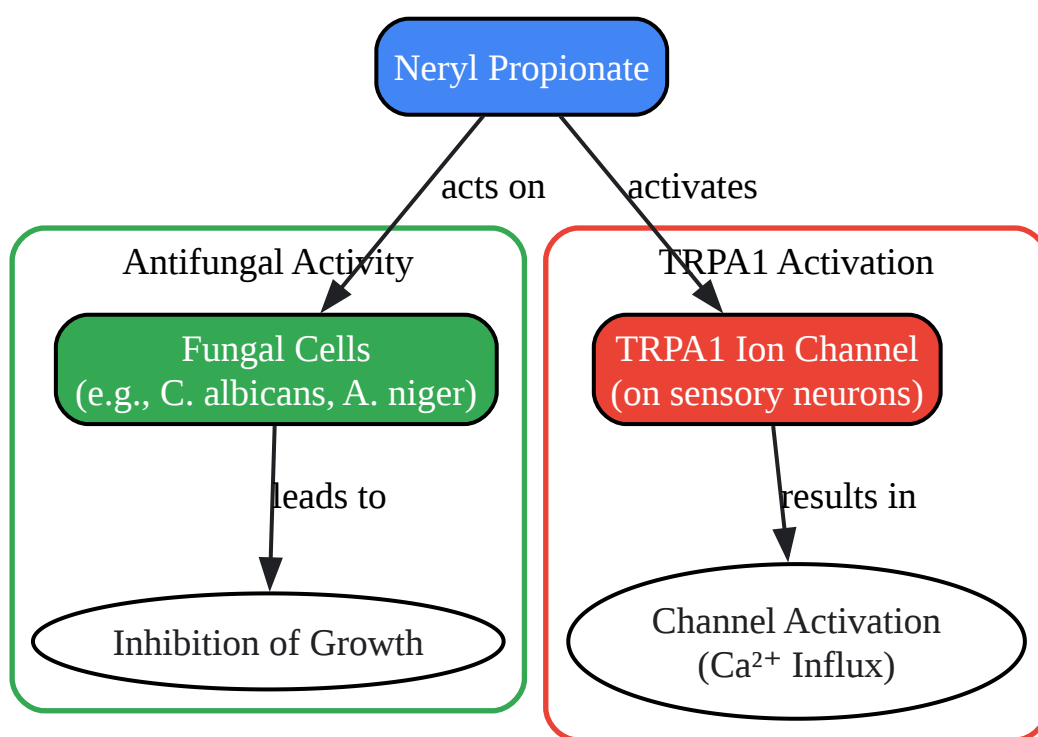 Neryl Propionate
acts on
activates
Antifungal Activity
TRPA1 Activation
Fungal Cells
(e.g., C. albicans, A. niger)
TRPA1 Ion Channel
(on sensory neurons)
leads to
results in
Inhibition of Growth
Channel Activation
(Ca²⁺ Influx)